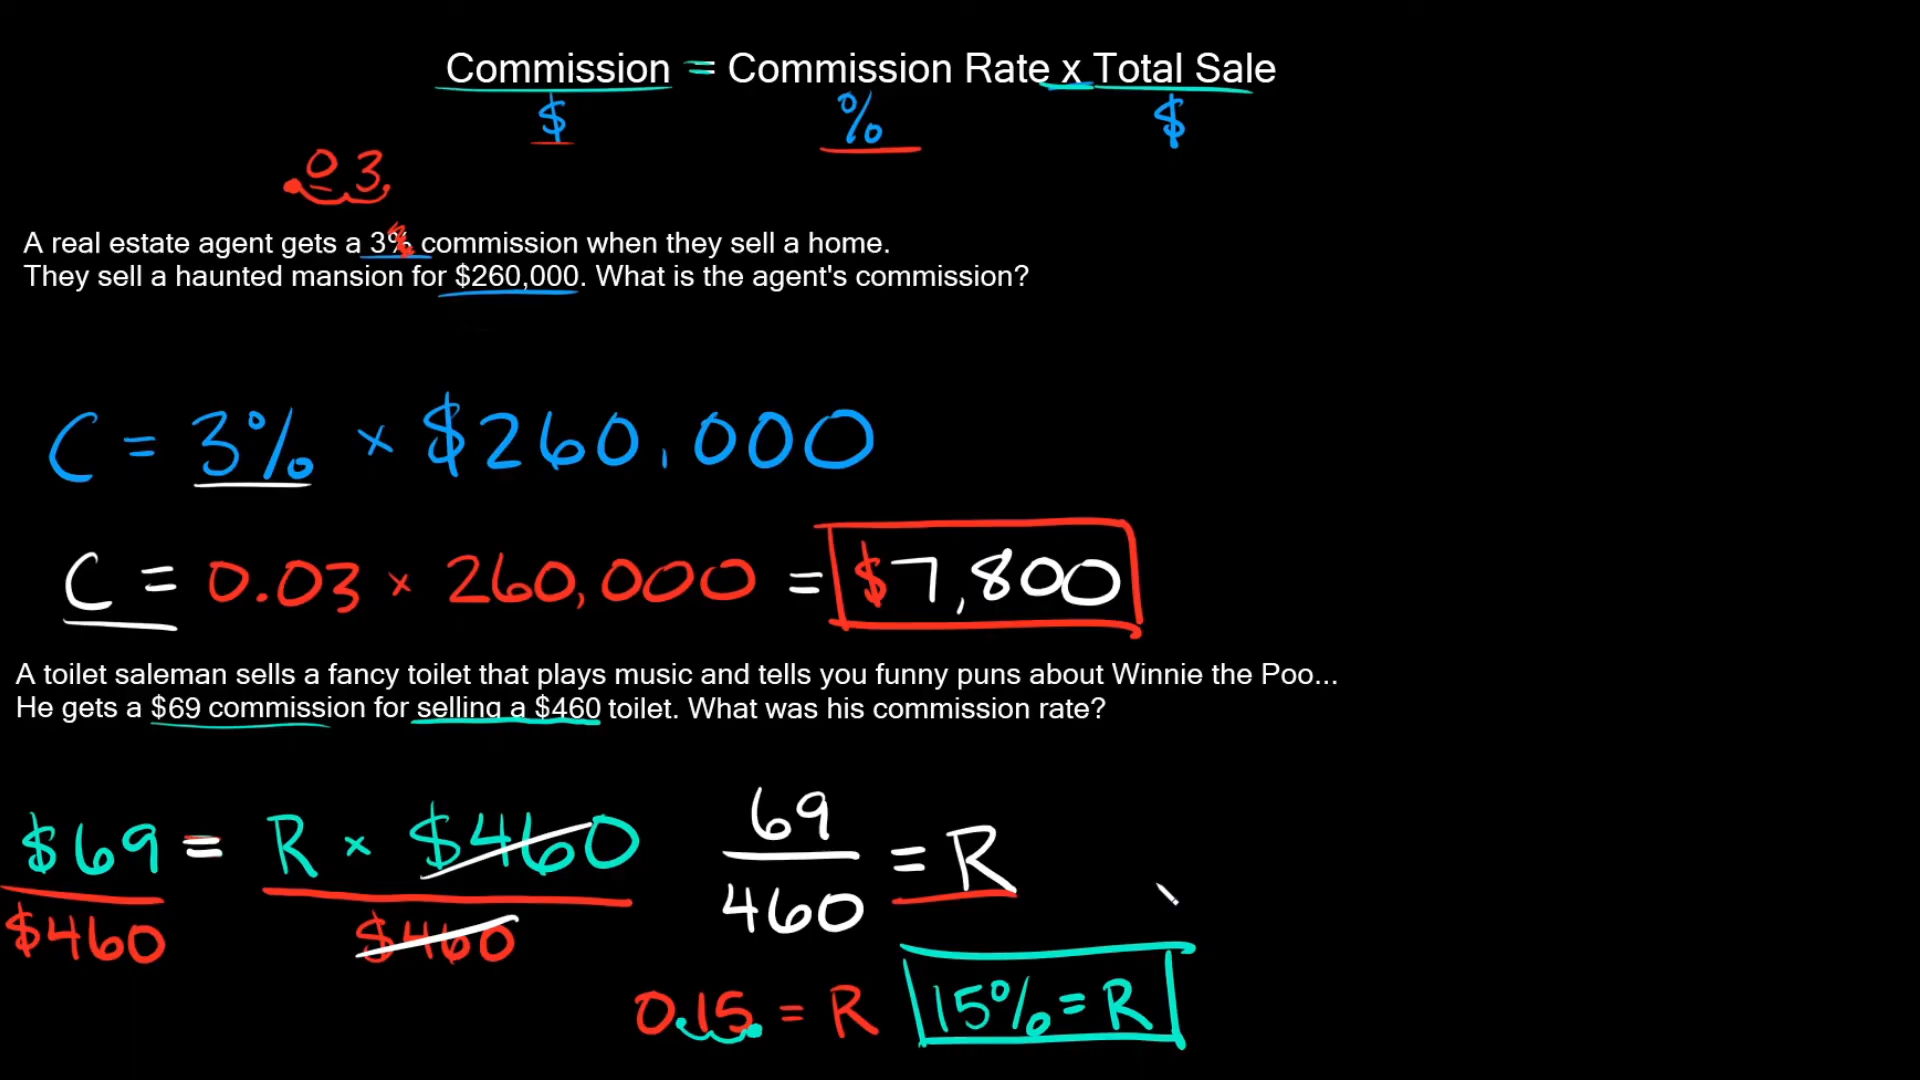 Commission = Commission Rate x Total Sale
$ % $
.03.
A real estate agent gets a 3% commission when they sell a home.
They sell a haunted mansion for $260,000. What is the agent's commission?
C = 3% × $260,000
C = 0.03 × 260,000 = $7,800
A toilet saleman sells a fancy toilet that plays music and tells you funny puns about Winnie the Poo...
He gets a $69 commission for selling a $460 toilet. What was his commission rate?
$69 = R × $460
$460 $460
69
460
= R
0.15 = R
15% = R